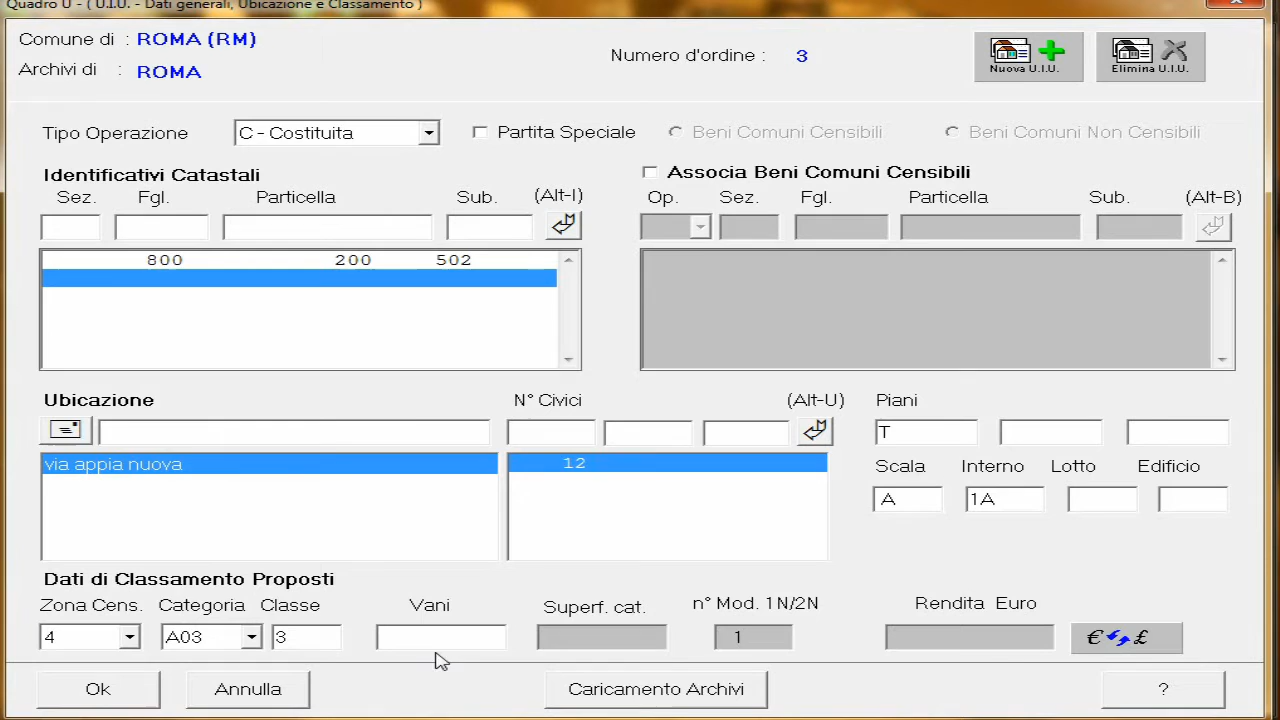 Quadro U - ( U.I.U. - Dati generali, Ubicazione e Classamento )
Comune di : ROMA (RM)
Archivi di : ROMA
Numero d'ordine : 3
Nuova U.I.U.
Elimina U.I.U.
Tipo Operazione C - Costituita Partita Speciale Beni Comuni Censibili Beni Comuni Non Censibili
Identificativi Catastali
Sez. Fgl. Particella Sub. (Alt-I)
800 200 502
Associa Beni Comuni Censibili
Op. Sez. Fgl. Particella Sub. (Alt-B)
Ubicazione N° Civici (Alt-U)
via appia nuova 12
Piani
T
Scala Interno Lotto Edificio
A 1A
Dati di Classamento Proposti
Zona Cens. Categoria Classe Vani Superf. cat. n° Mod. 1N/2N Rendita Euro
4 A03 3 1 € £
Ok Annulla Caricamento Archivi ?